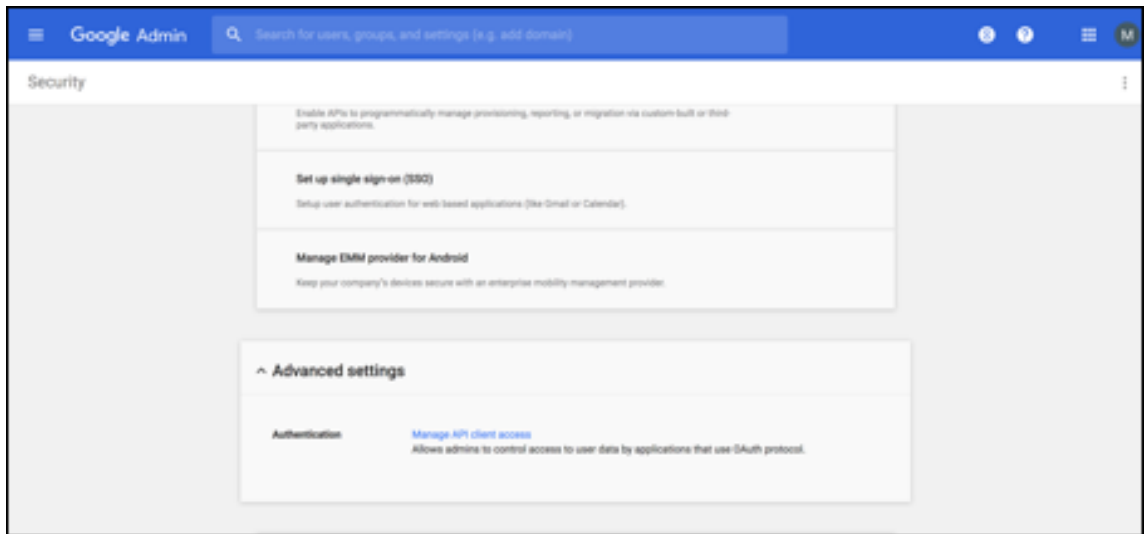 Google Admin
Search for users, groups, and settings (e.g. add domain)
M
Security
Enable APIs to programmatically manage provisioning, reporting, or migration via custom-built or third-
party applications.
Set up single sign-on (SSO)
Setup user authentication for web based applications (like Gmail or Calendar).
Manage EMM provider for Android
Keep your company's devices secure with an enterprise mobility management provider.
Advanced settings
Authentication
Manage API client access
Allows admins to control access to user data by applications that use OAuth protocol.